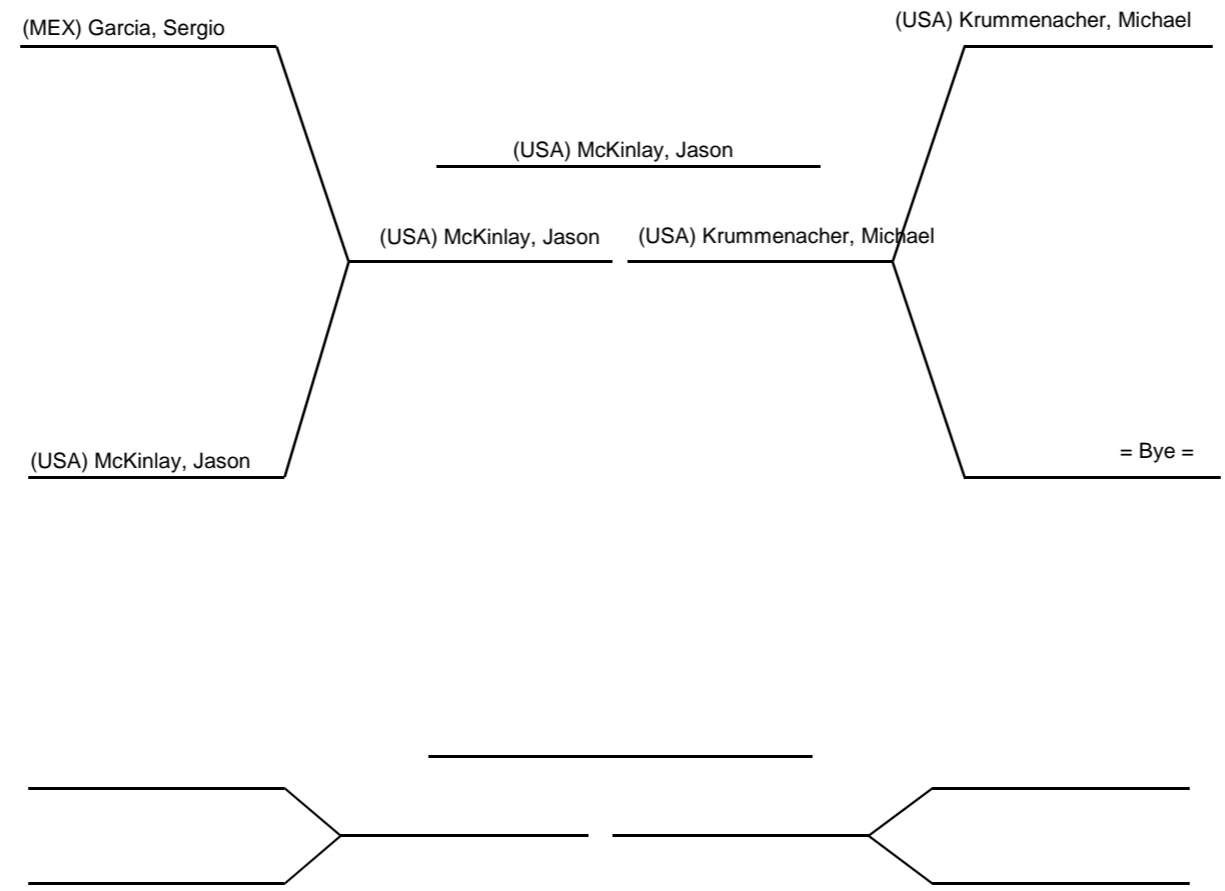 (MEX) Garcia, Sergio
(USA) Krummenacher, Michael
(USA) McKinlay, Jason
(USA) McKinlay, Jason
(USA) Krummenacher, Michael
(USA) McKinlay, Jason
= Bye =